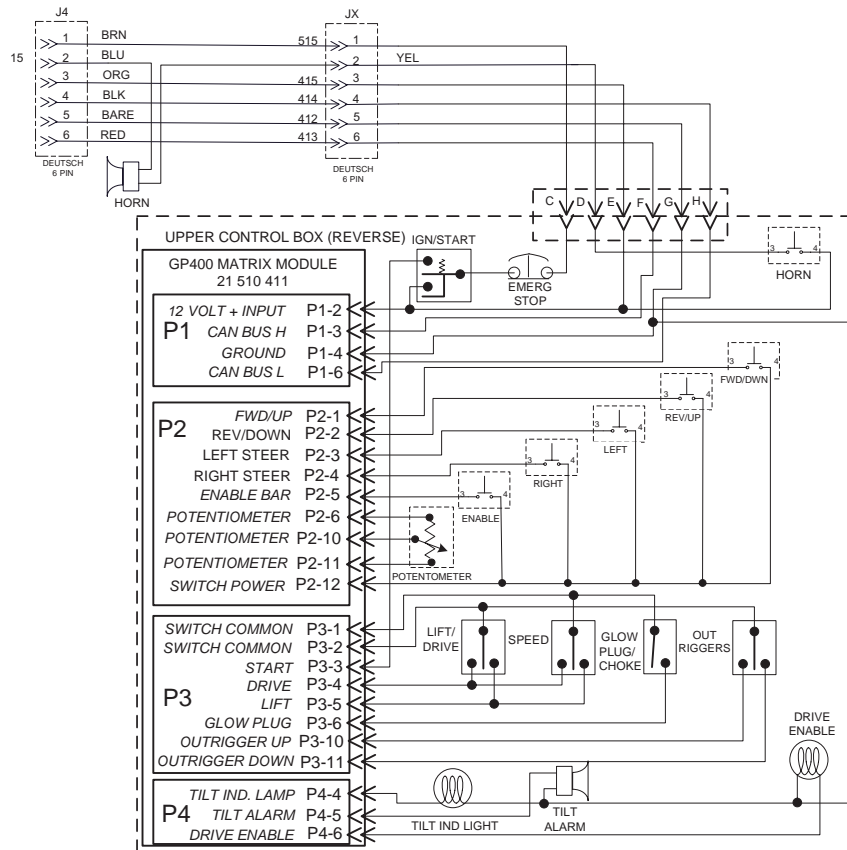 J4
JX
1 BRN 515 1
15 2 BLU 2 YEL
3 ORG 415 3
4 BLK 414 4
5 BARE 412 5
6 RED 413 6
DEUTSCH
6 PIN
DEUTSCH
6 PIN
HORN
C D E F G H
UPPER CONTROL BOX (REVERSE)
IGN/START
GP400 MATRIX MODULE
21 510 411
EMERG
STOP
3 4
HORN
P1
12 VOLT + INPUT P1-2
CAN BUS H P1-3
GROUND P1-4
CAN BUS L P1-6
3 4
FWD/DWN
P2
FWD/UP P2-1
REV/DOWN P2-2
LEFT STEER P2-3
RIGHT STEER P2-4
ENABLE BAR P2-5
POTENTIOMETER P2-6
POTENTIOMETER P2-10
POTENTIOMETER P2-11
SWITCH POWER P2-12
3 4
REV/UP
3 4
LEFT
3 4
RIGHT
3 4
ENABLE
POTENTOMETER
P3
SWITCH COMMON P3-1
SWITCH COMMON P3-2
START P3-3
DRIVE P3-4
LIFT P3-5
GLOW PLUG P3-6
OUTRIGGER UP P3-10
OUTRIGGER DOWN P3-11
LIFT/
DRIVE
SPEED
GLOW
PLUG/
CHOKE
OUT
RIGGERS
DRIVE
ENABLE
P4
TILT IND. LAMP P4-4
TILT ALARM P4-5
DRIVE ENABLE P4-6
TILT IND LIGHT
TILT
ALARM